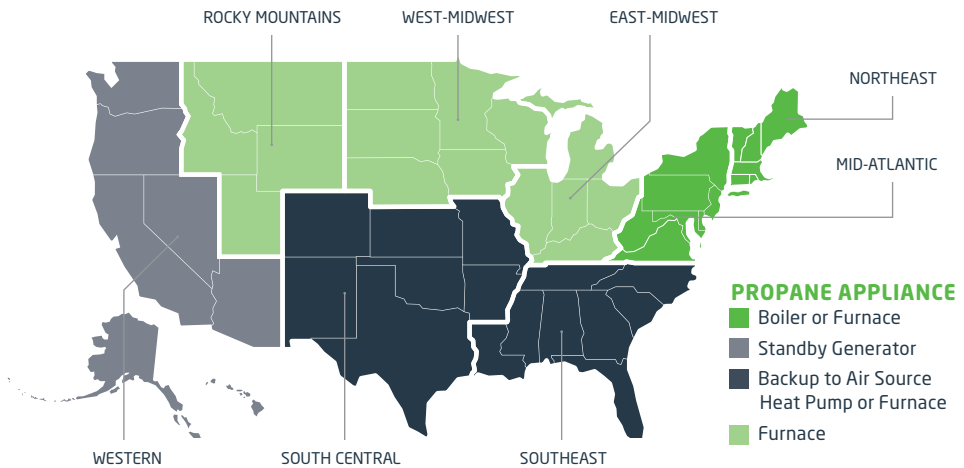 ROCKY MOUNTAINS
WEST-MIDWEST
EAST-MIDWEST
NORTHEAST
MID-ATLANTIC
PROPANE APPLIANCE
Boiler or Furnace
Standby Generator
Backup to Air Source
Heat Pump or Furnace
Furnace
WESTERN
SOUTH CENTRAL
SOUTHEAST